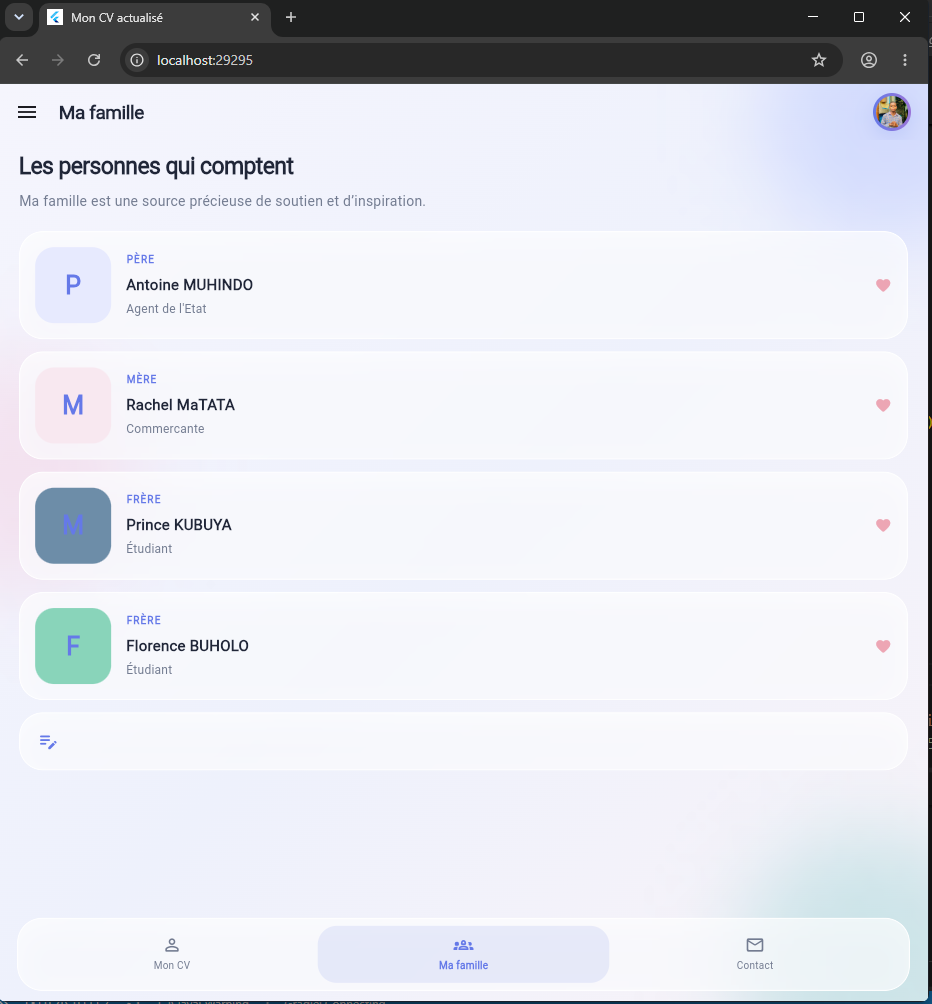 Mon CV actualisé
localhost:29295
Ma famille
Les personnes qui comptent
Ma famille est une source précieuse de soutien et d’inspiration.
P
PÈRE
Antoine MUHINDO
Agent de l'Etat
M
MÈRE
Rachel MaTATA
Commercante
M
FRÈRE
Prince KUBUYA
Étudiant
F
FRÈRE
Florence BUHOLO
Étudiant
Mon CV
Ma famille
Contact